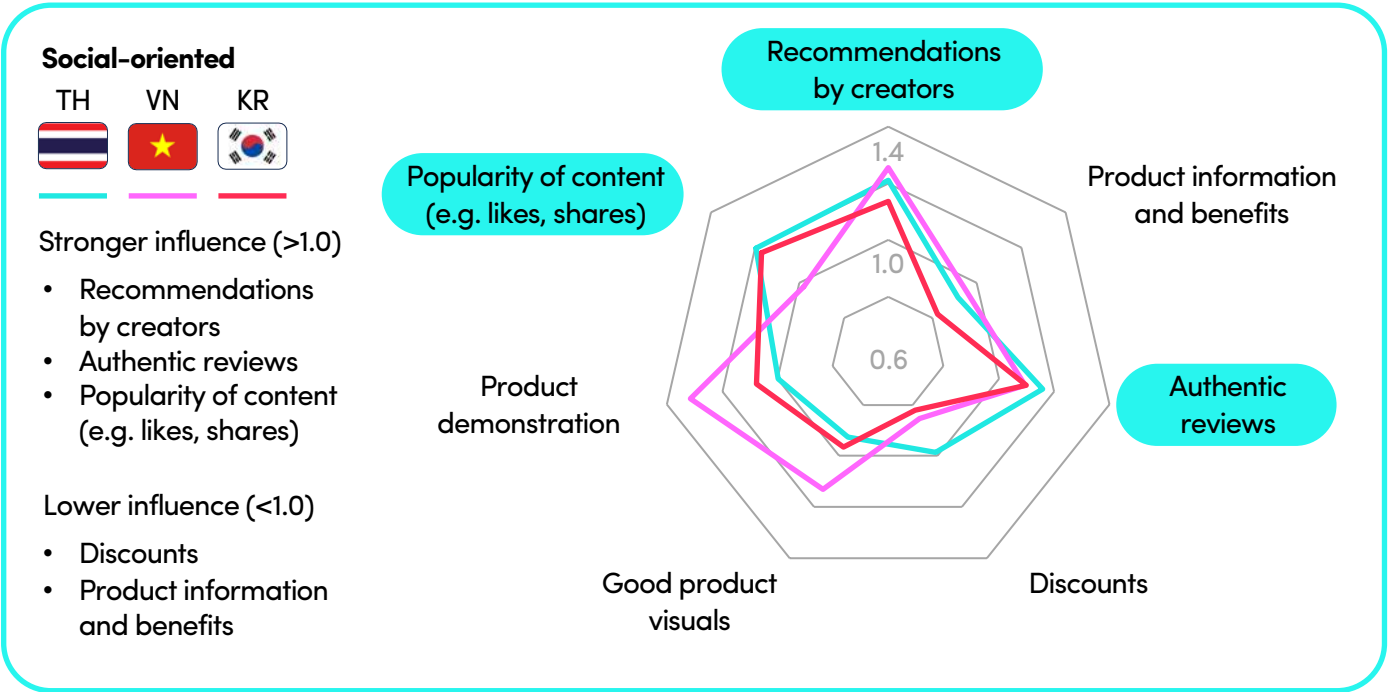 Social-oriented
TH VN KR
Stronger influence (>1.0)
• Recommendations
by creators
• Authentic reviews
• Popularity of content
(e.g. likes, shares)
Lower influence (<1.0)
• Discounts
• Product information
and benefits
Recommendations
by creators
Product information
and benefits
Authentic
reviews
Discounts
Good product
visuals
Product
demonstration
Popularity of content
(e.g. likes, shares)
1.4
1.0
0.6